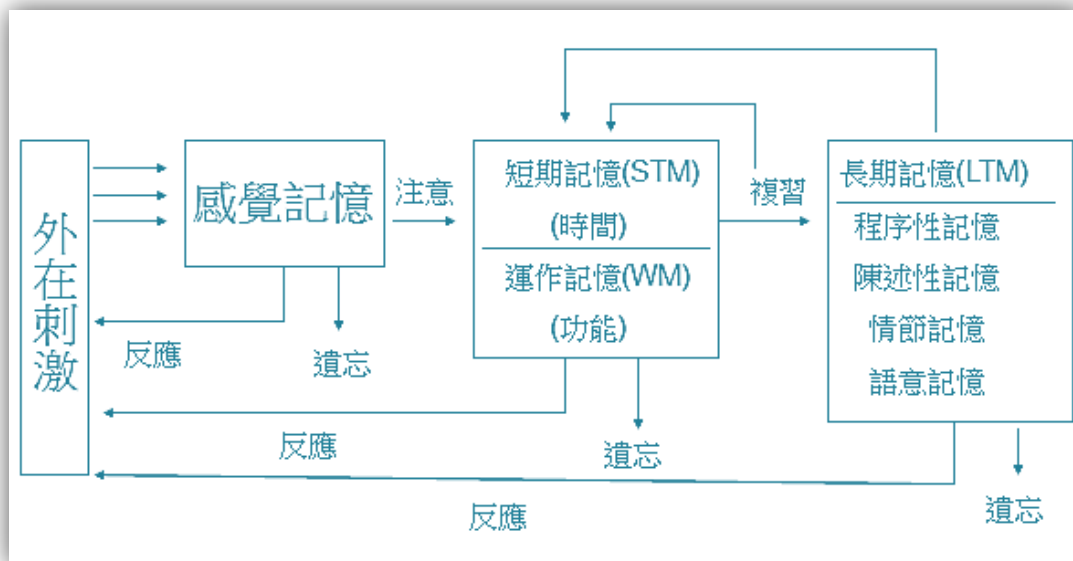 外在刺激
感覺記憶
注意
短期記憶(STM)
(時間)
運作記憶(WM)
(功能)
複習
長期記憶(LTM)
程序性記憶
陳述性記憶
情節記憶
語意記憶
反應
遺忘
反應
遺忘
反應
遺忘